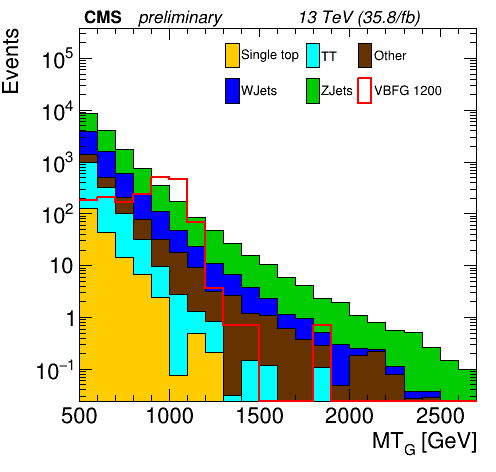 CMS preliminary 13 TeV (35.8/fb)
Events
Single top TT Other
WJets ZJets VBFG 1200
10^5
10^4
10^3
10^2
10
1
10^-1
500 1000 1500 2000 2500
MT_G [GeV]